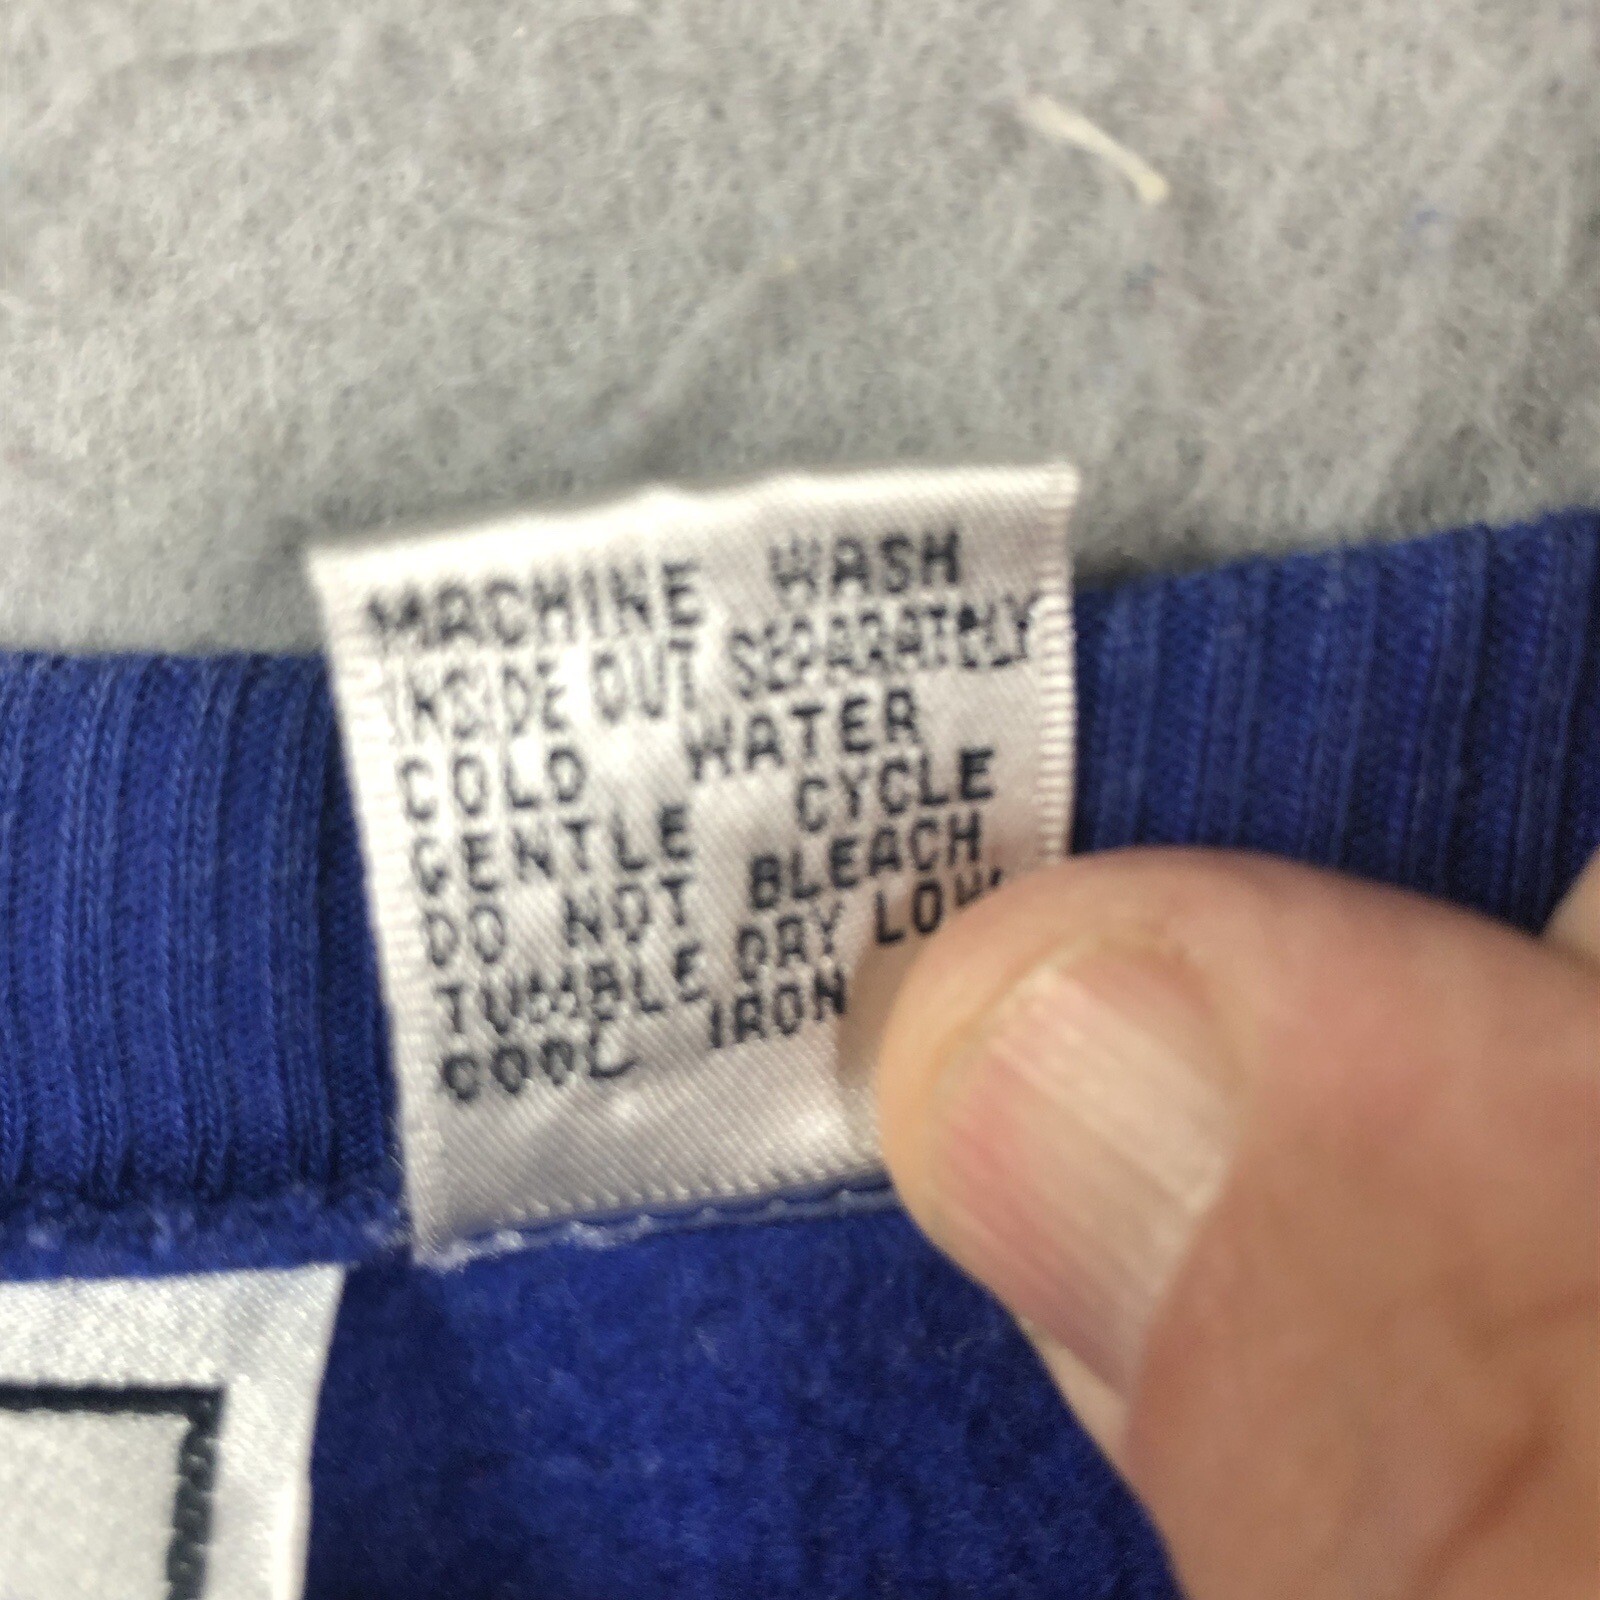 MACHINE WASH
INSIDE OUT SEPARATELY
COLD WATER
GENTLE CYCLE
DO NOT BLEACH
TUMBLE DRY LOW
COOL IRON